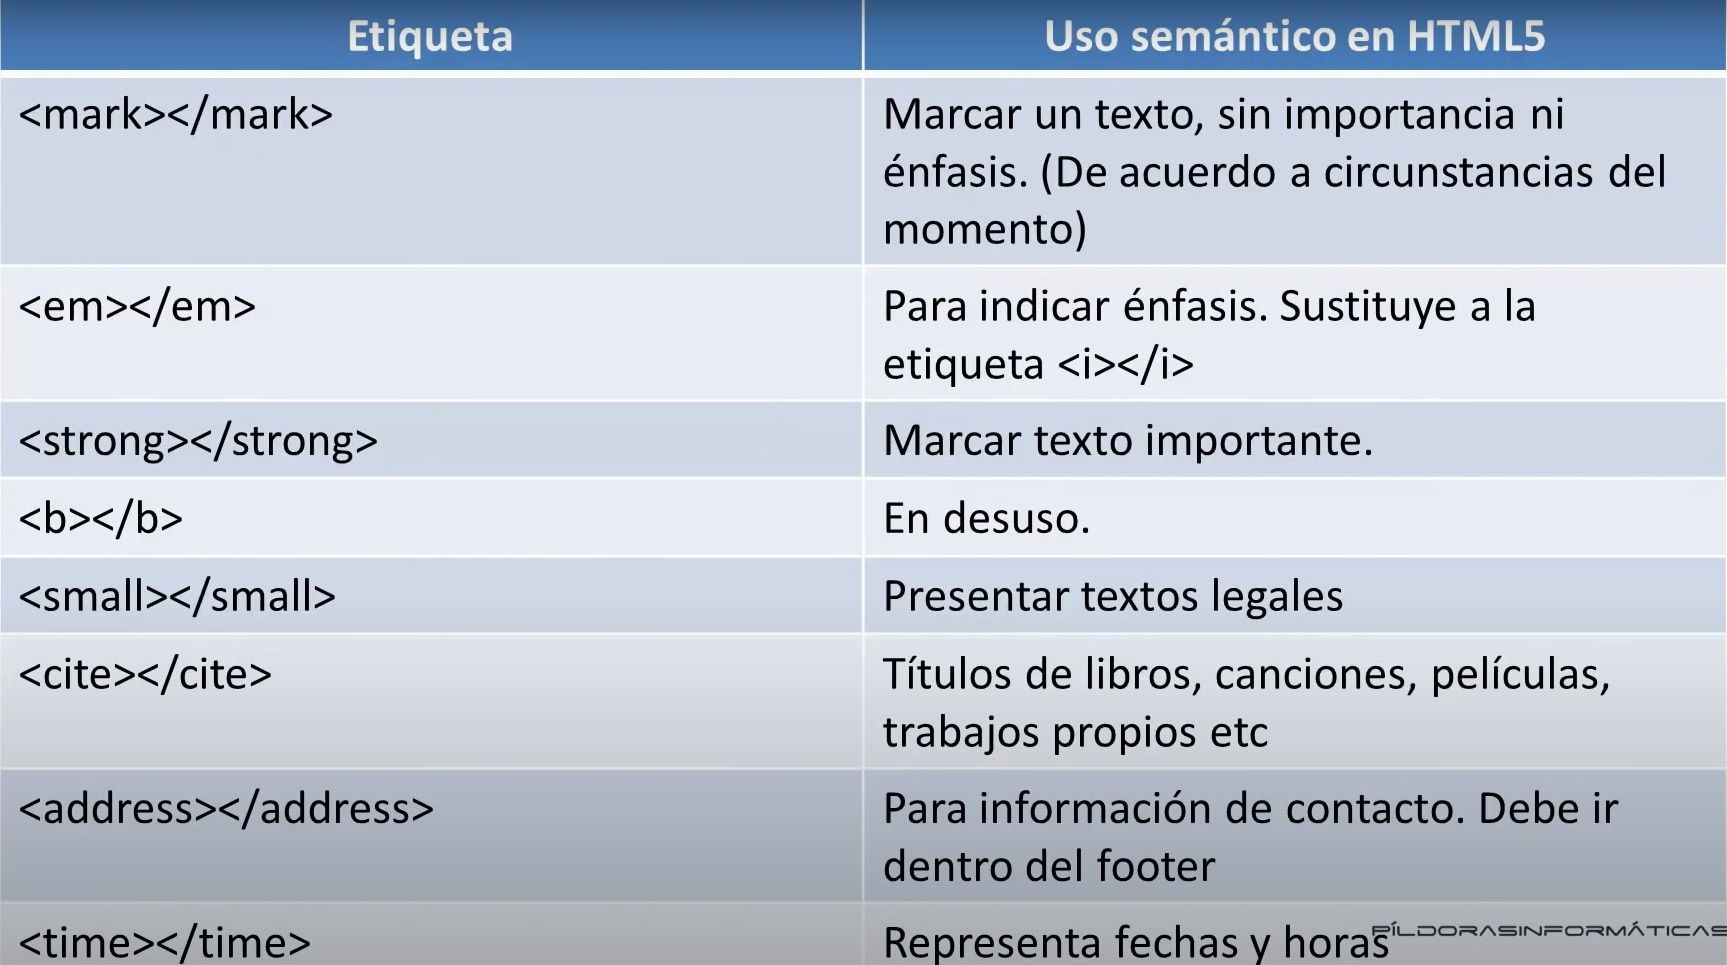 Etiqueta
Uso semántico en HTML5
<mark></mark>
Marcar un texto, sin importancia ni
énfasis. (De acuerdo a circunstancias del
momento)
<em></em>
Para indicar énfasis. Sustituye a la
etiqueta <i></i>
<strong></strong>
Marcar texto importante.
<b></b>
En desuso.
<small></small>
Presentar textos legales
<cite></cite>
Títulos de libros, canciones, películas,
trabajos propios etc
<address></address>
Para información de contacto. Debe ir
dentro del footer
<time></time>
Representa fechas y horas
PÍLDORASINFORMÁTICAS